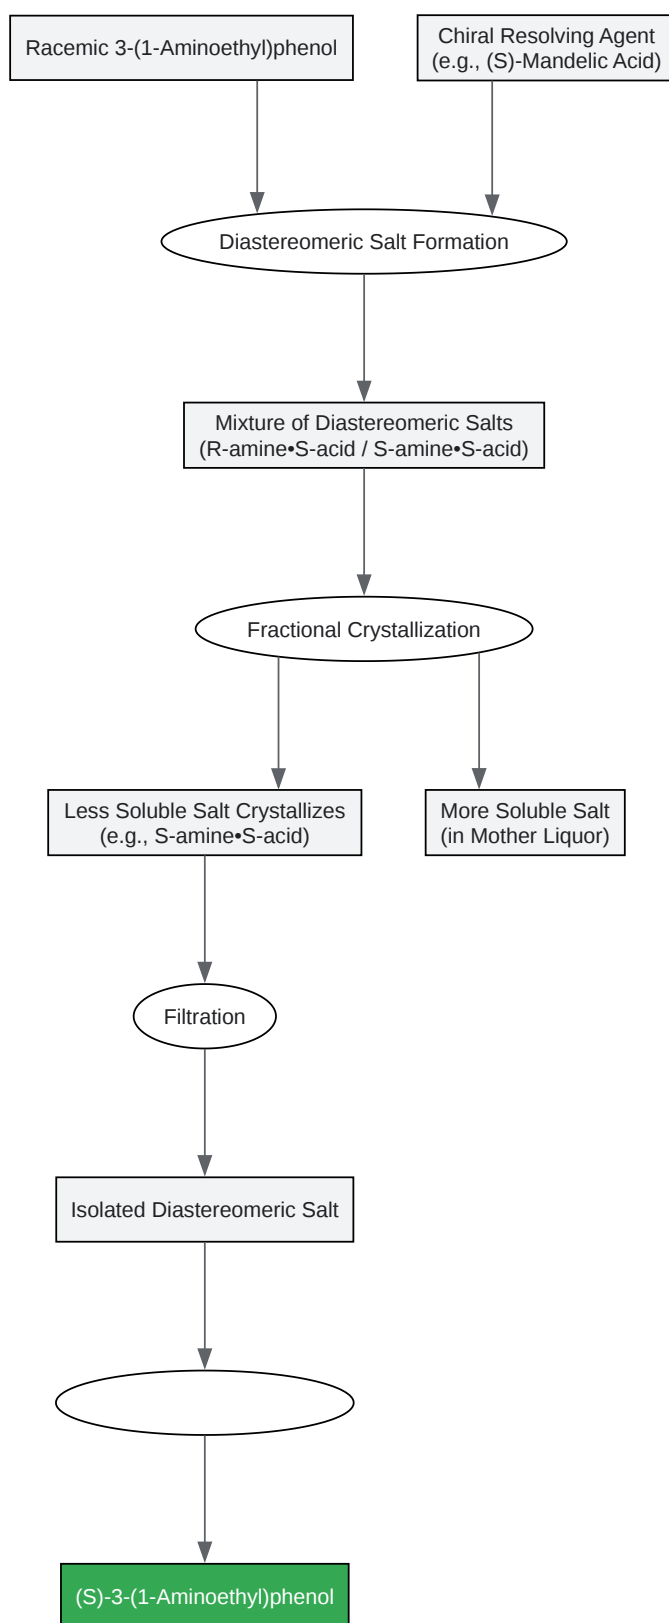 Racemic 3-(1-Aminoethyl)phenol
Chiral Resolving Agent
(e.g., (S)-Mandelic Acid)
Diastereomeric Salt Formation
Mixture of Diastereomeric Salts
(R-amine•S-acid / S-amine•S-acid)
Fractional Crystallization
Less Soluble Salt Crystallizes
(e.g., S-amine•S-acid)
More Soluble Salt
(in Mother Liquor)
Filtration
Isolated Diastereomeric Salt
(S)-3-(1-Aminoethyl)phenol